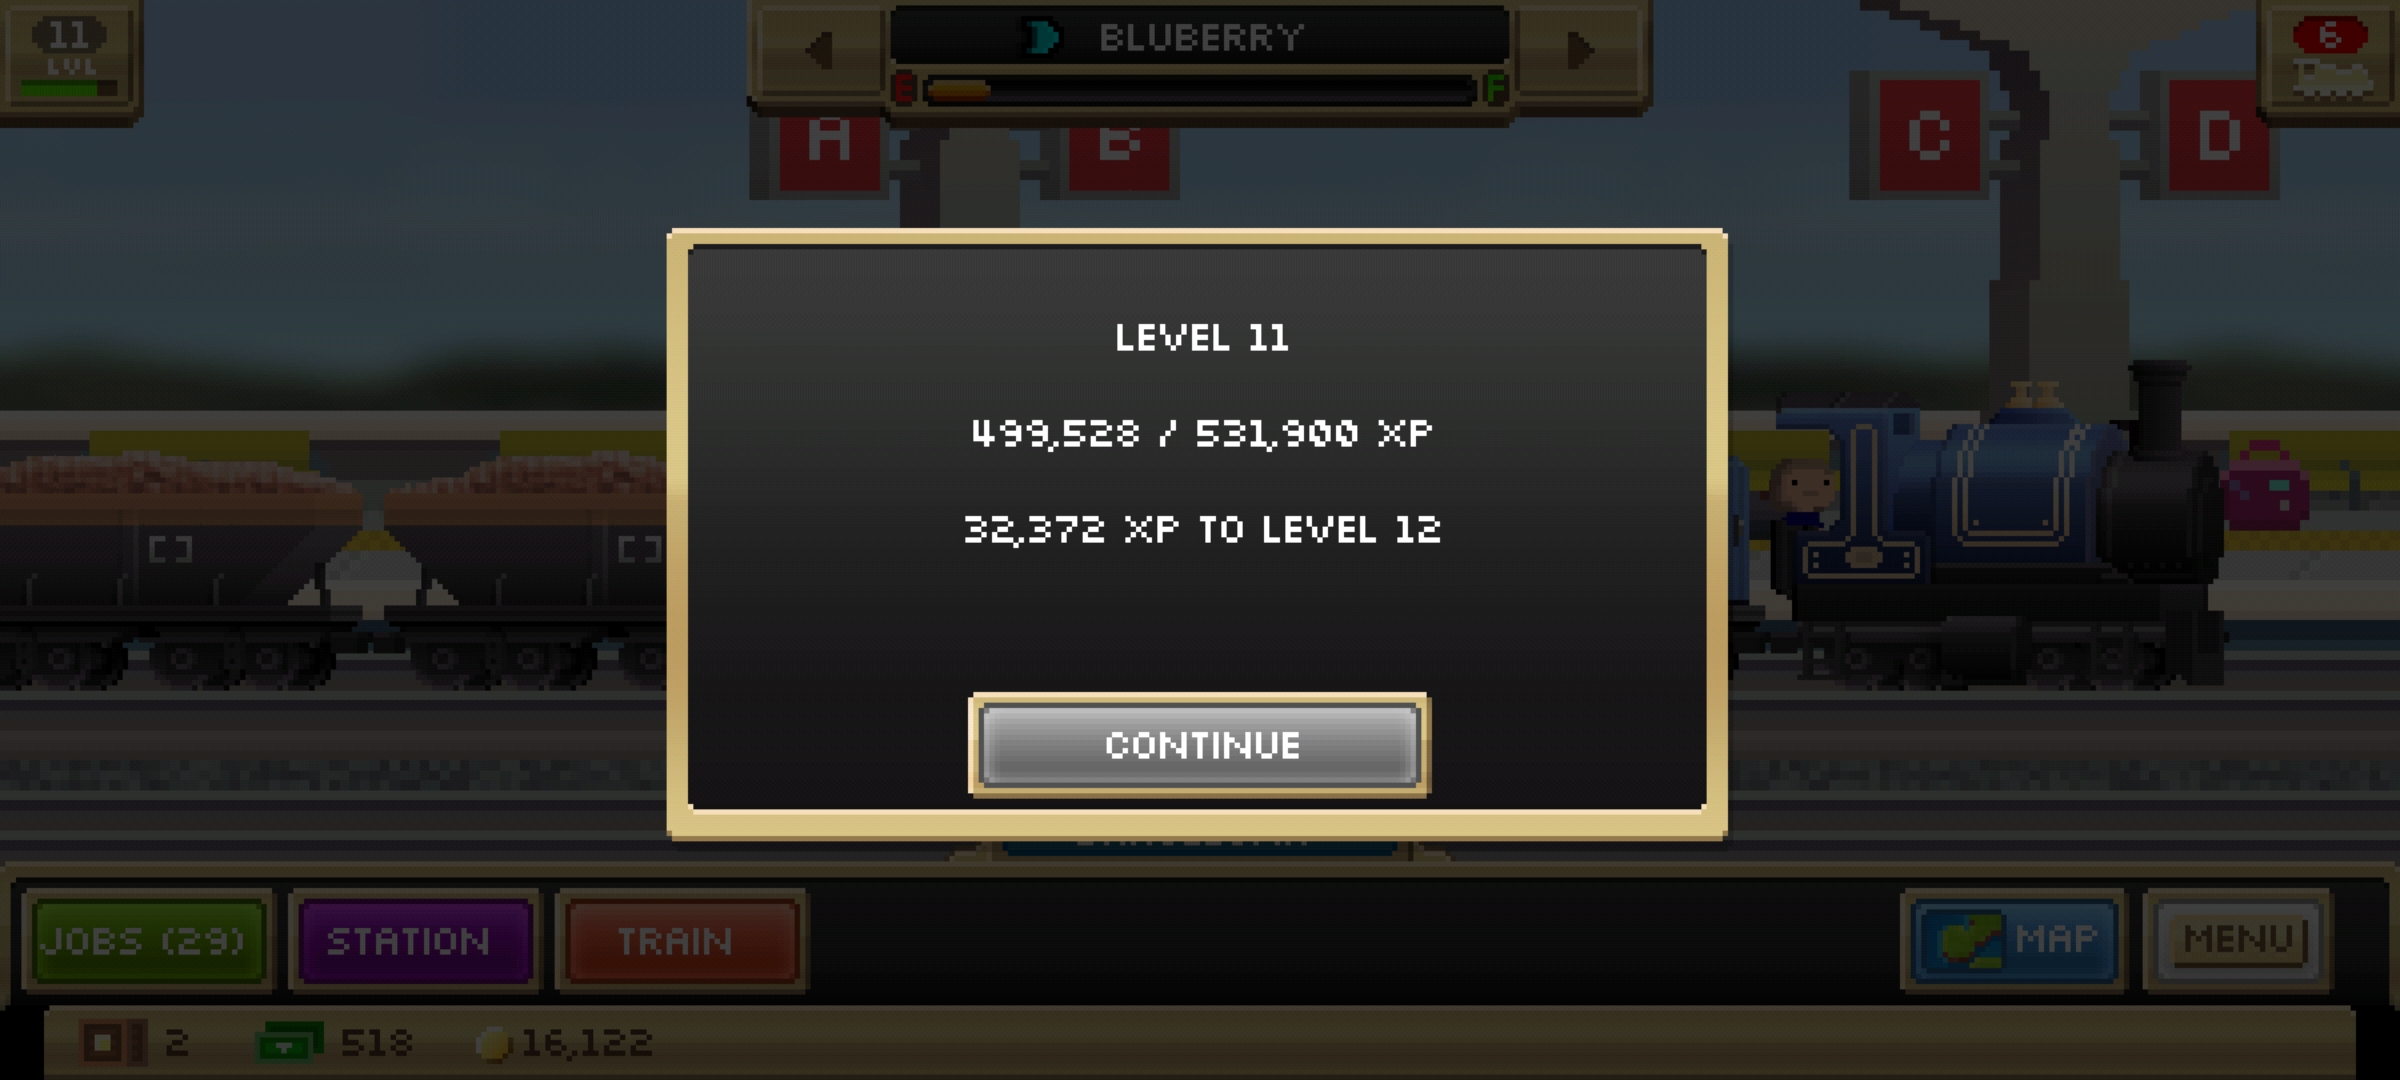 11
LVL
BLUBERRY
E
F
6
A
B
C
D
LEVEL 11
499,528 / 531,900 XP
32,372 XP TO LEVEL 12
CONTINUE
JOBS (29)
STATION
TRAIN
MAP
MENU
2
518
16,122